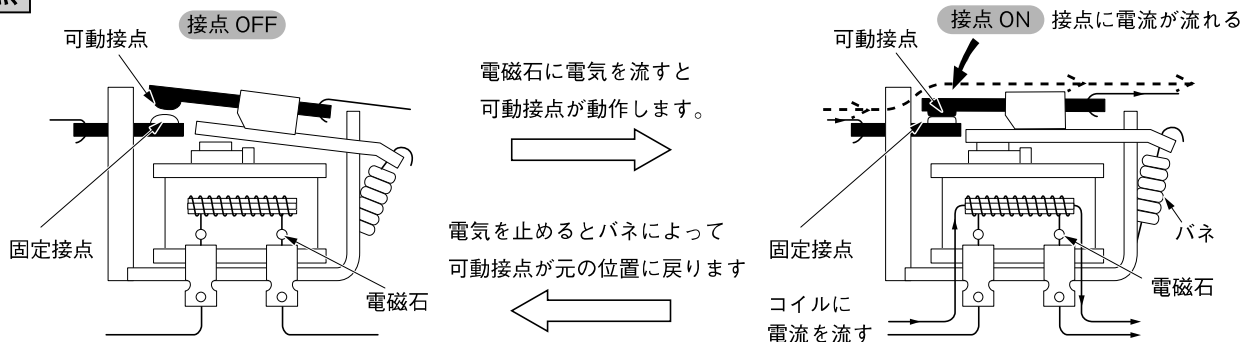 接点 OFF
可動接点
固定接点
電磁石
電磁石に電気を流すと
可動接点が動作します。
電気を止めるとバネによって
可動接点が元の位置に戻ります
接点 ON 接点に電流が流れる
可動接点
固定接点
バネ
電磁石
コイルに
電流を流す